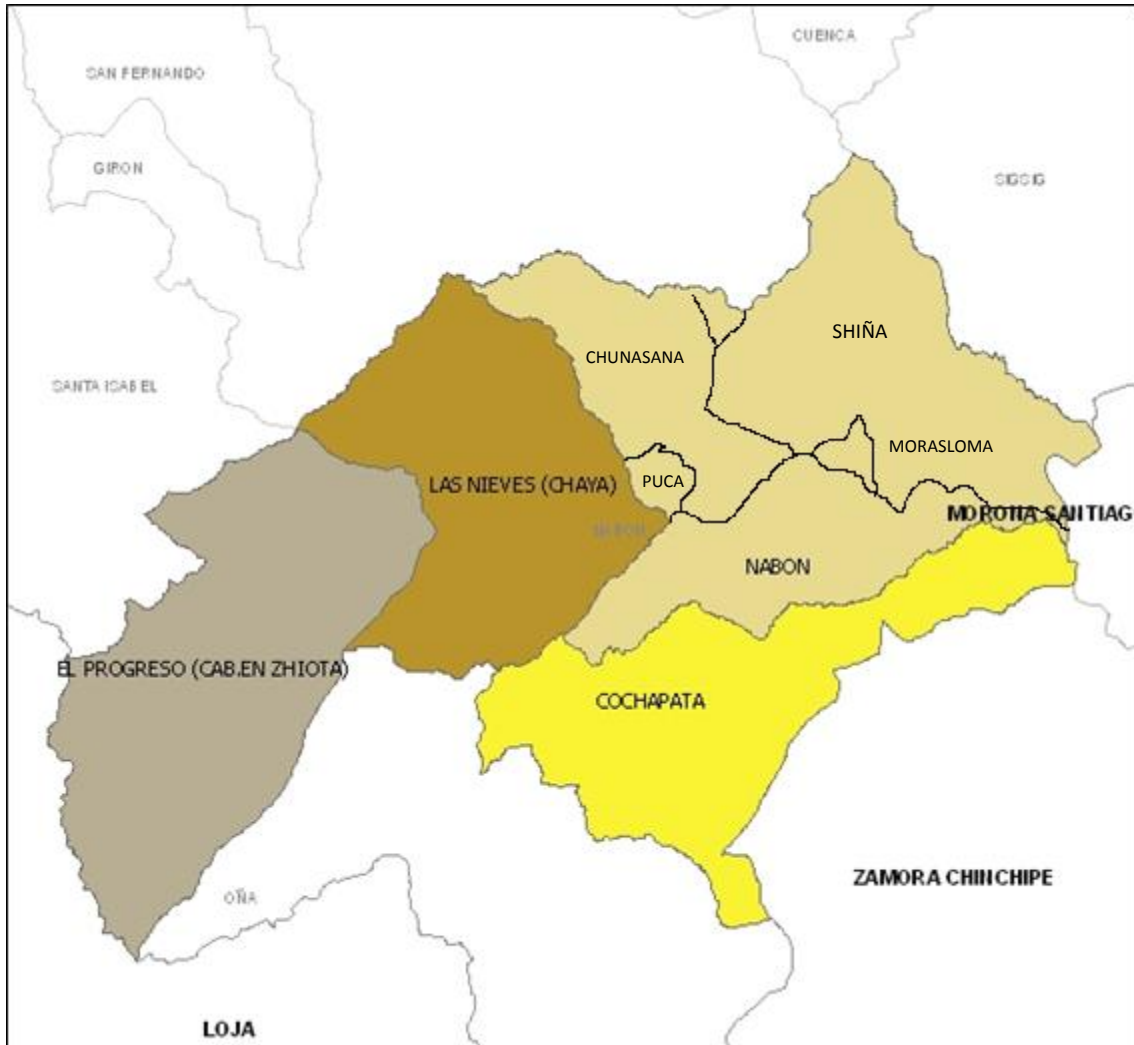 CUENCA
SAN FERNANDO
GIRON
SIGSIG
SHIÑA
CHUNASANA
SANTA ISABEL
MORASLOMA
PUCA
LAS NIEVES (CHAYA)
MORONA SANTIAG
NABON
EL PROGRESO (CAB.EN ZHIOTA)
COCHAPATA
ZAMORA CHINCHIPE
OÑA
LOJA